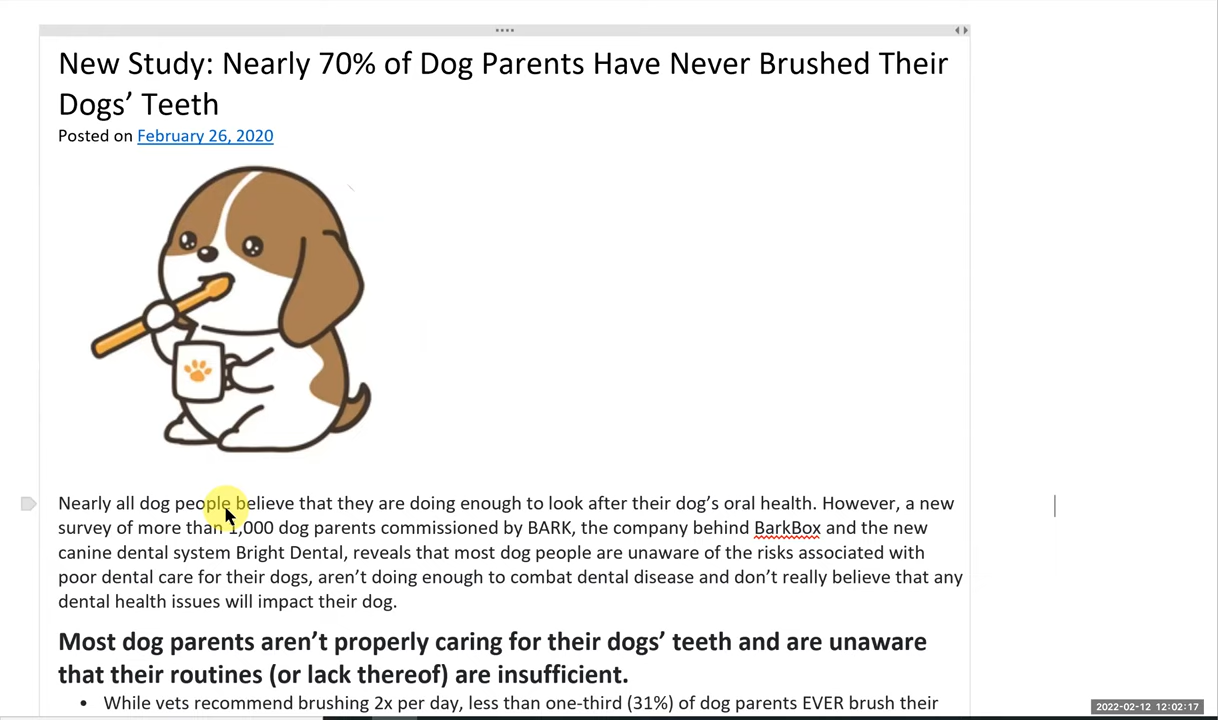 New Study: Nearly 70% of Dog Parents Have Never Brushed Their
Dogs’ Teeth
Posted on February 26, 2020
Nearly all dog people believe that they are doing enough to look after their dog’s oral health. However, a new
survey of more than 1,000 dog parents commissioned by BARK, the company behind BarkBox and the new
canine dental system Bright Dental, reveals that most dog people are unaware of the risks associated with
poor dental care for their dogs, aren’t doing enough to combat dental disease and don’t really believe that any
dental health issues will impact their dog.
Most dog parents aren’t properly caring for their dogs’ teeth and are unaware
that their routines (or lack thereof) are insufficient.
• While vets recommend brushing 2x per day, less than one-third (31%) of dog parents EVER brush their
2022-02-12 12:02:17